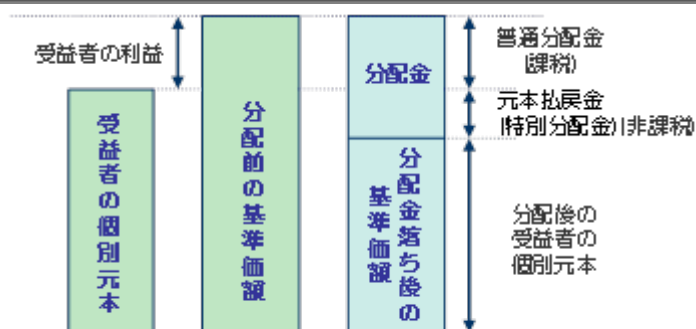 受益者の利益
受益者の個別元本
分配前の基準価額
分配金
分配金落ち後の
基準価額
普通分配金
(課税)
元本払戻金
(特別分配金)(非課税)
分配後の
受益者の
個別元本